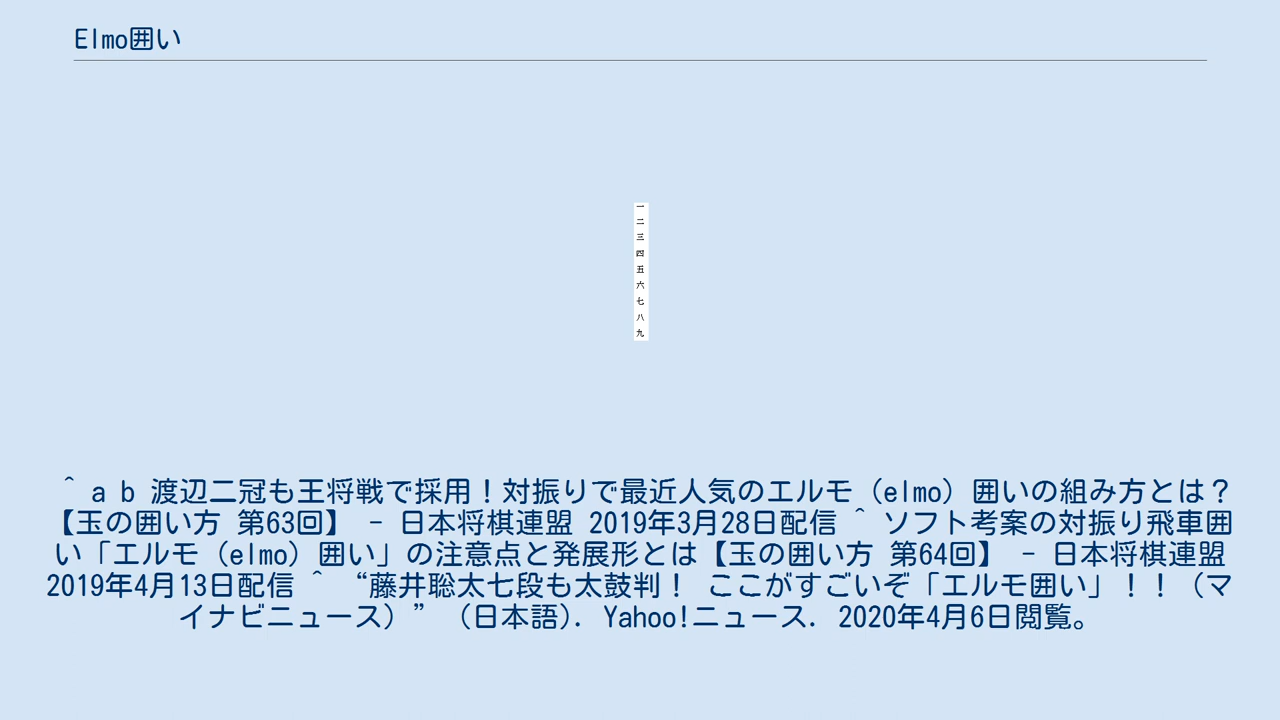 Elmo囲い
一
二
三
四
五
六
七
八
九
^ a b 渡辺二冠も王将戦で採用！対振りで最近人気のエルモ（elmo）囲いの組み方とは？
【玉の囲い方 第63回】 - 日本将棋連盟 2019年3月28日配信 ^ ソフト考案の対振り飛車囲
い「エルモ（elmo）囲い」の注意点と発展形とは【玉の囲い方 第64回】 - 日本将棋連盟
2019年4月13日配信 ^ “藤井聡太七段も太鼓判！ ここがすごいぞ「エルモ囲い」！！（マ
イナビニュース）” （日本語）. Yahoo!ニュース. 2020年4月6日閲覧。